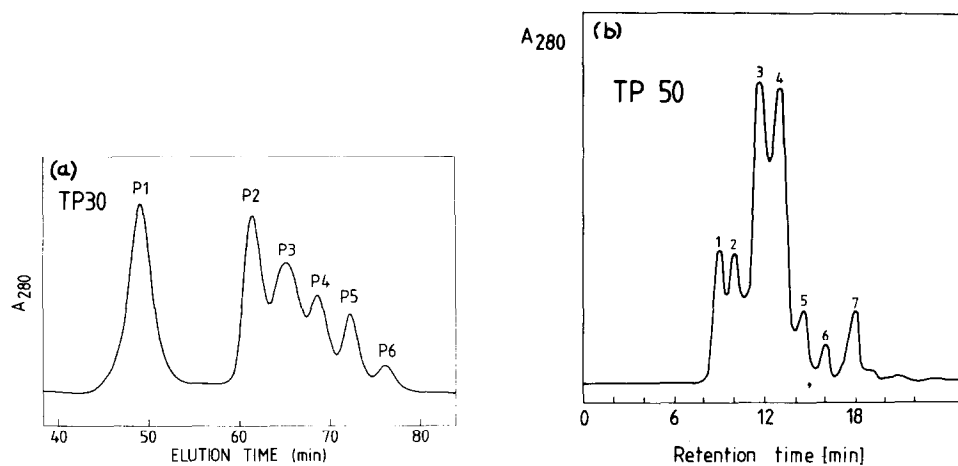 (a)
TP30
P1
P2
P3
P4
P5
P6
A280
40 50 60 70 80
ELUTION TIME (min)
A280
(b)
TP 50
1
2
3
4
5
6
7
0 6 12 18
Retention time [min]